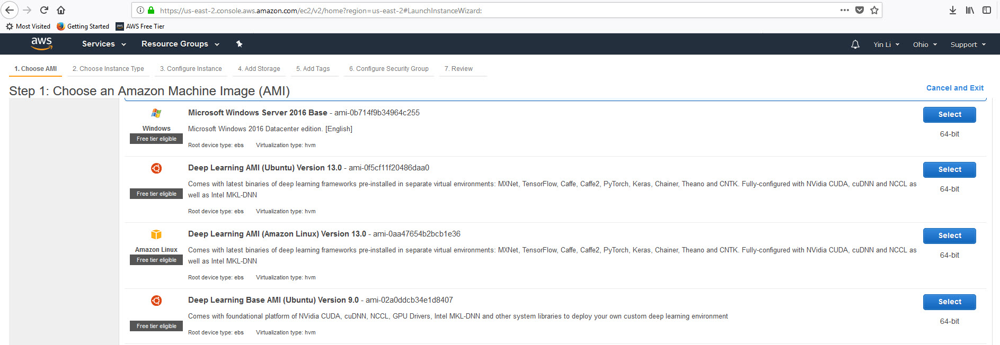 https://us-east-2.console.aws.amazon.com/ec2/v2/home?region=us-east-2#LaunchInstanceWizard:
Most Visited Getting Started aws AWS Free Tier
aws Services Resource Groups Yin Li Ohio Support
1. Choose AMI 2. Choose Instance Type 3. Configure Instance 4. Add Storage 5. Add Tags 6. Configure Security Group 7. Review
Step 1: Choose an Amazon Machine Image (AMI) Cancel and Exit
Microsoft Windows Server 2016 Base - ami-0b714f9b34964c255 Select
Windows Microsoft Windows 2016 Datacenter edition. [English] 64-bit
Free tier eligible
Root device type: ebs Virtualization type: hvm
Deep Learning AMI (Ubuntu) Version 13.0 - ami-0f5cf11f20486daa0 Select
Comes with latest binaries of deep learning frameworks pre-installed in separate virtual environments: MXNet, TensorFlow, Caffe, Caffe2, PyTorch, Keras, Chainer, Theano and CNTK. Fully-configured with NVidia CUDA, cuDNN and NCCL as 64-bit
Free tier eligible well as Intel MKL-DNN
Root device type: ebs Virtualization type: hvm
Deep Learning AMI (Amazon Linux) Version 13.0 - ami-0aa47654b2bcb1e36 Select
Amazon Linux Comes with latest binaries of deep learning frameworks pre-installed in separate virtual environments: MXNet, TensorFlow, Caffe, Caffe2, PyTorch, Keras, Chainer, Theano and CNTK. Fully-configured with NVidia CUDA, cuDNN and NCCL as 64-bit
Free tier eligible well as Intel MKL-DNN
Root device type: ebs Virtualization type: hvm
Deep Learning Base AMI (Ubuntu) Version 9.0 - ami-02a0ddcb34e1d8407 Select
Comes with foundational platform of NVidia CUDA, cuDNN, NCCL, GPU Drivers, Intel MKL-DNN and other system libraries to deploy your own custom deep learning environment 64-bit
Free tier eligible
Root device type: ebs Virtualization type: hvm